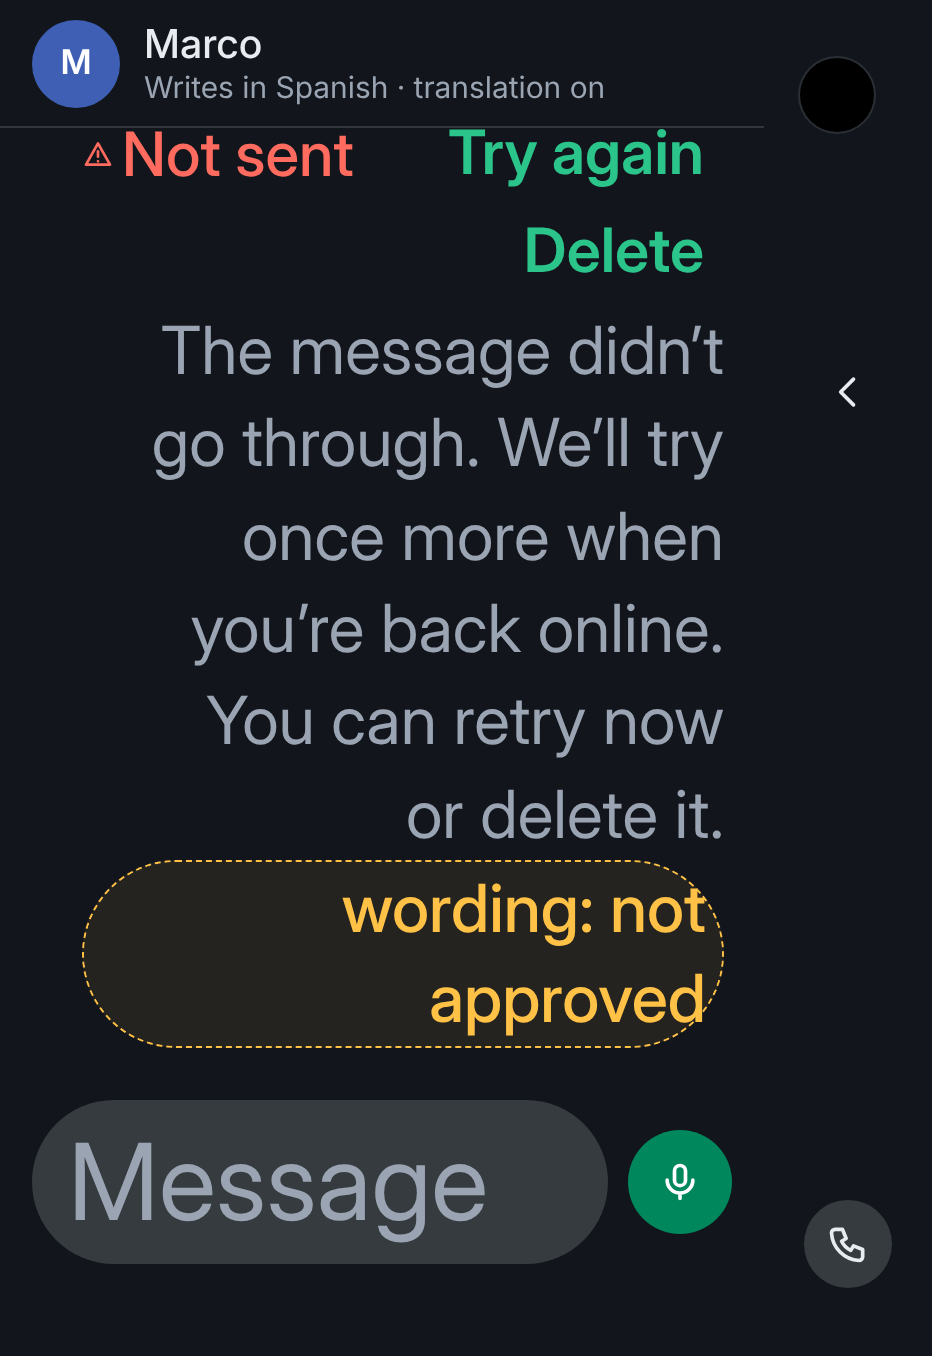 M
Marco
Writes in Spanish · translation on
Not sent
Try again
Delete
The message didn’t
go through. We’ll try
once more when
you’re back online.
You can retry now
or delete it.
wording: not
approved
Message